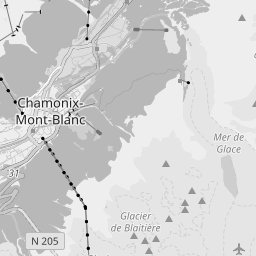 Chamonix-
Mont-Blanc
Mer de
Glace
31
Glacier
de Blaitière
N 205